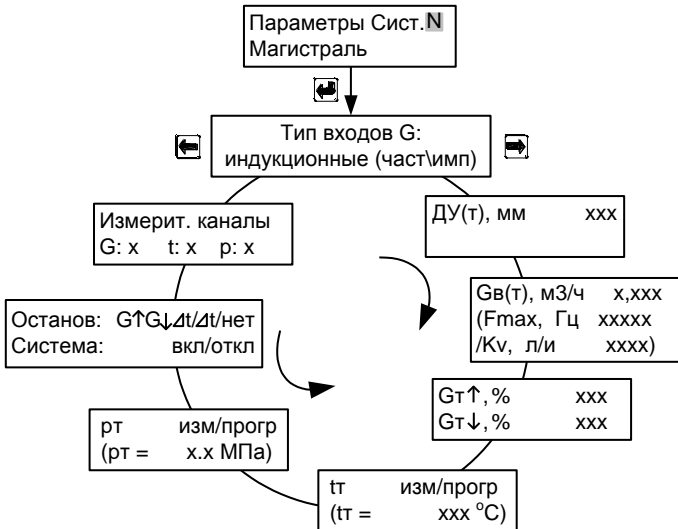 Параметры Сист.N
Магистраль
Тип входов G:
индукционные (част\имп)
ДУ(т), мм xxx
Gв(т), м3/ч x,xxx
(Fmax, Гц xxxxx
/Kv, л/и xxxx)
Gт↑,% xxx
Gт↓,% xxx
tт изм/прогр
(tт = xxx °C)
pт изм/прогр
(pт = x.x МПа)
Останов: G↑G↓⊿t/⊿t/нет
Система: вкл/откл
Измерит. каналы
G: x t: x p: x